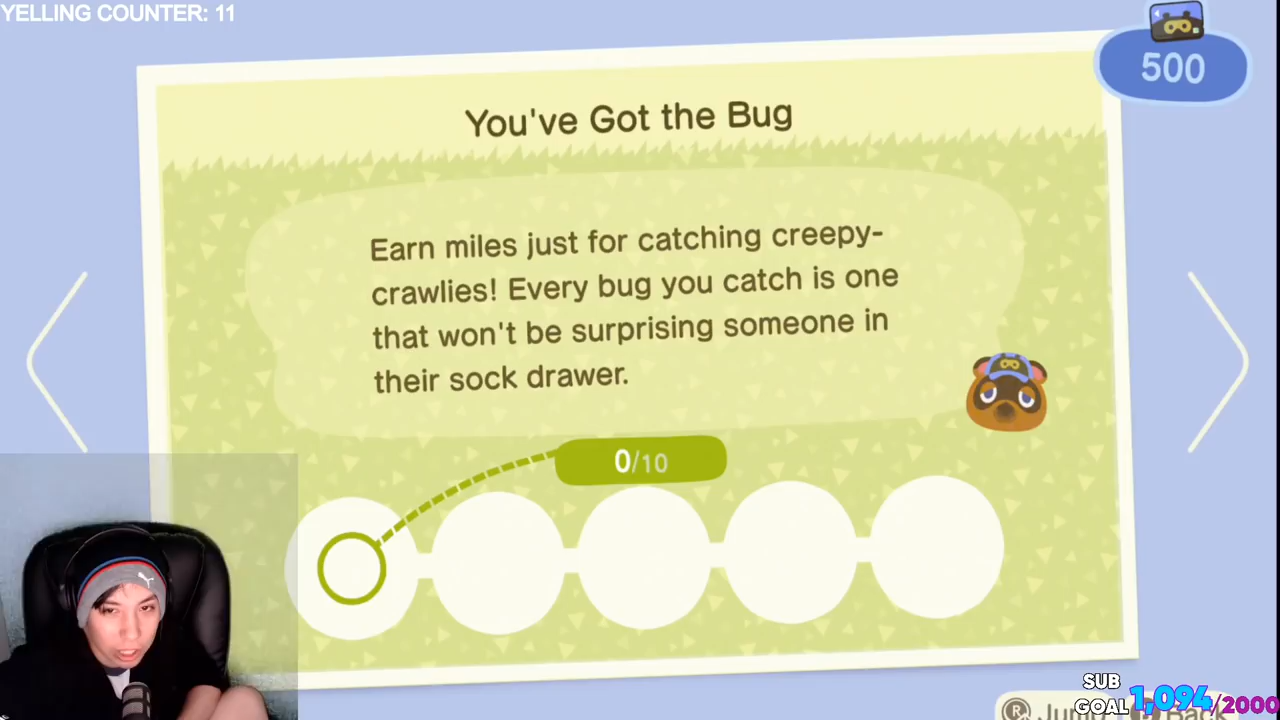 YELLING COUNTER: 11
500
You've Got the Bug
Earn miles just for catching creepy-
crawlies! Every bug you catch is one
that won't be surprising someone in
their sock drawer.
0/10
SUB
GOAL 1,094/2000
R